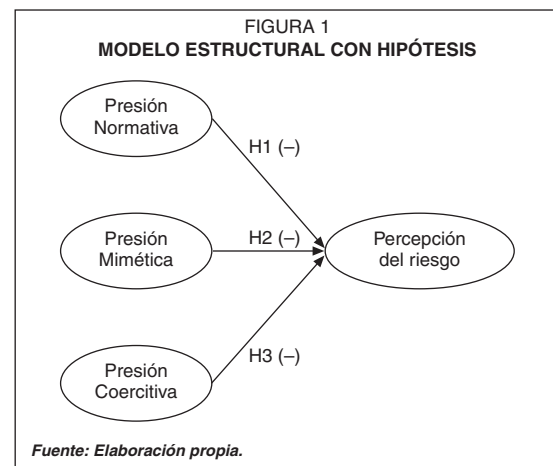 FIGURA 1
MODELO ESTRUCTURAL CON HIPÓTESIS
Presión
Normativa
H1 (–)
Presión
Mimética
H2 (–)
Percepción
del riesgo
Presión
Coercitiva
H3 (–)
Fuente: Elaboración propia.